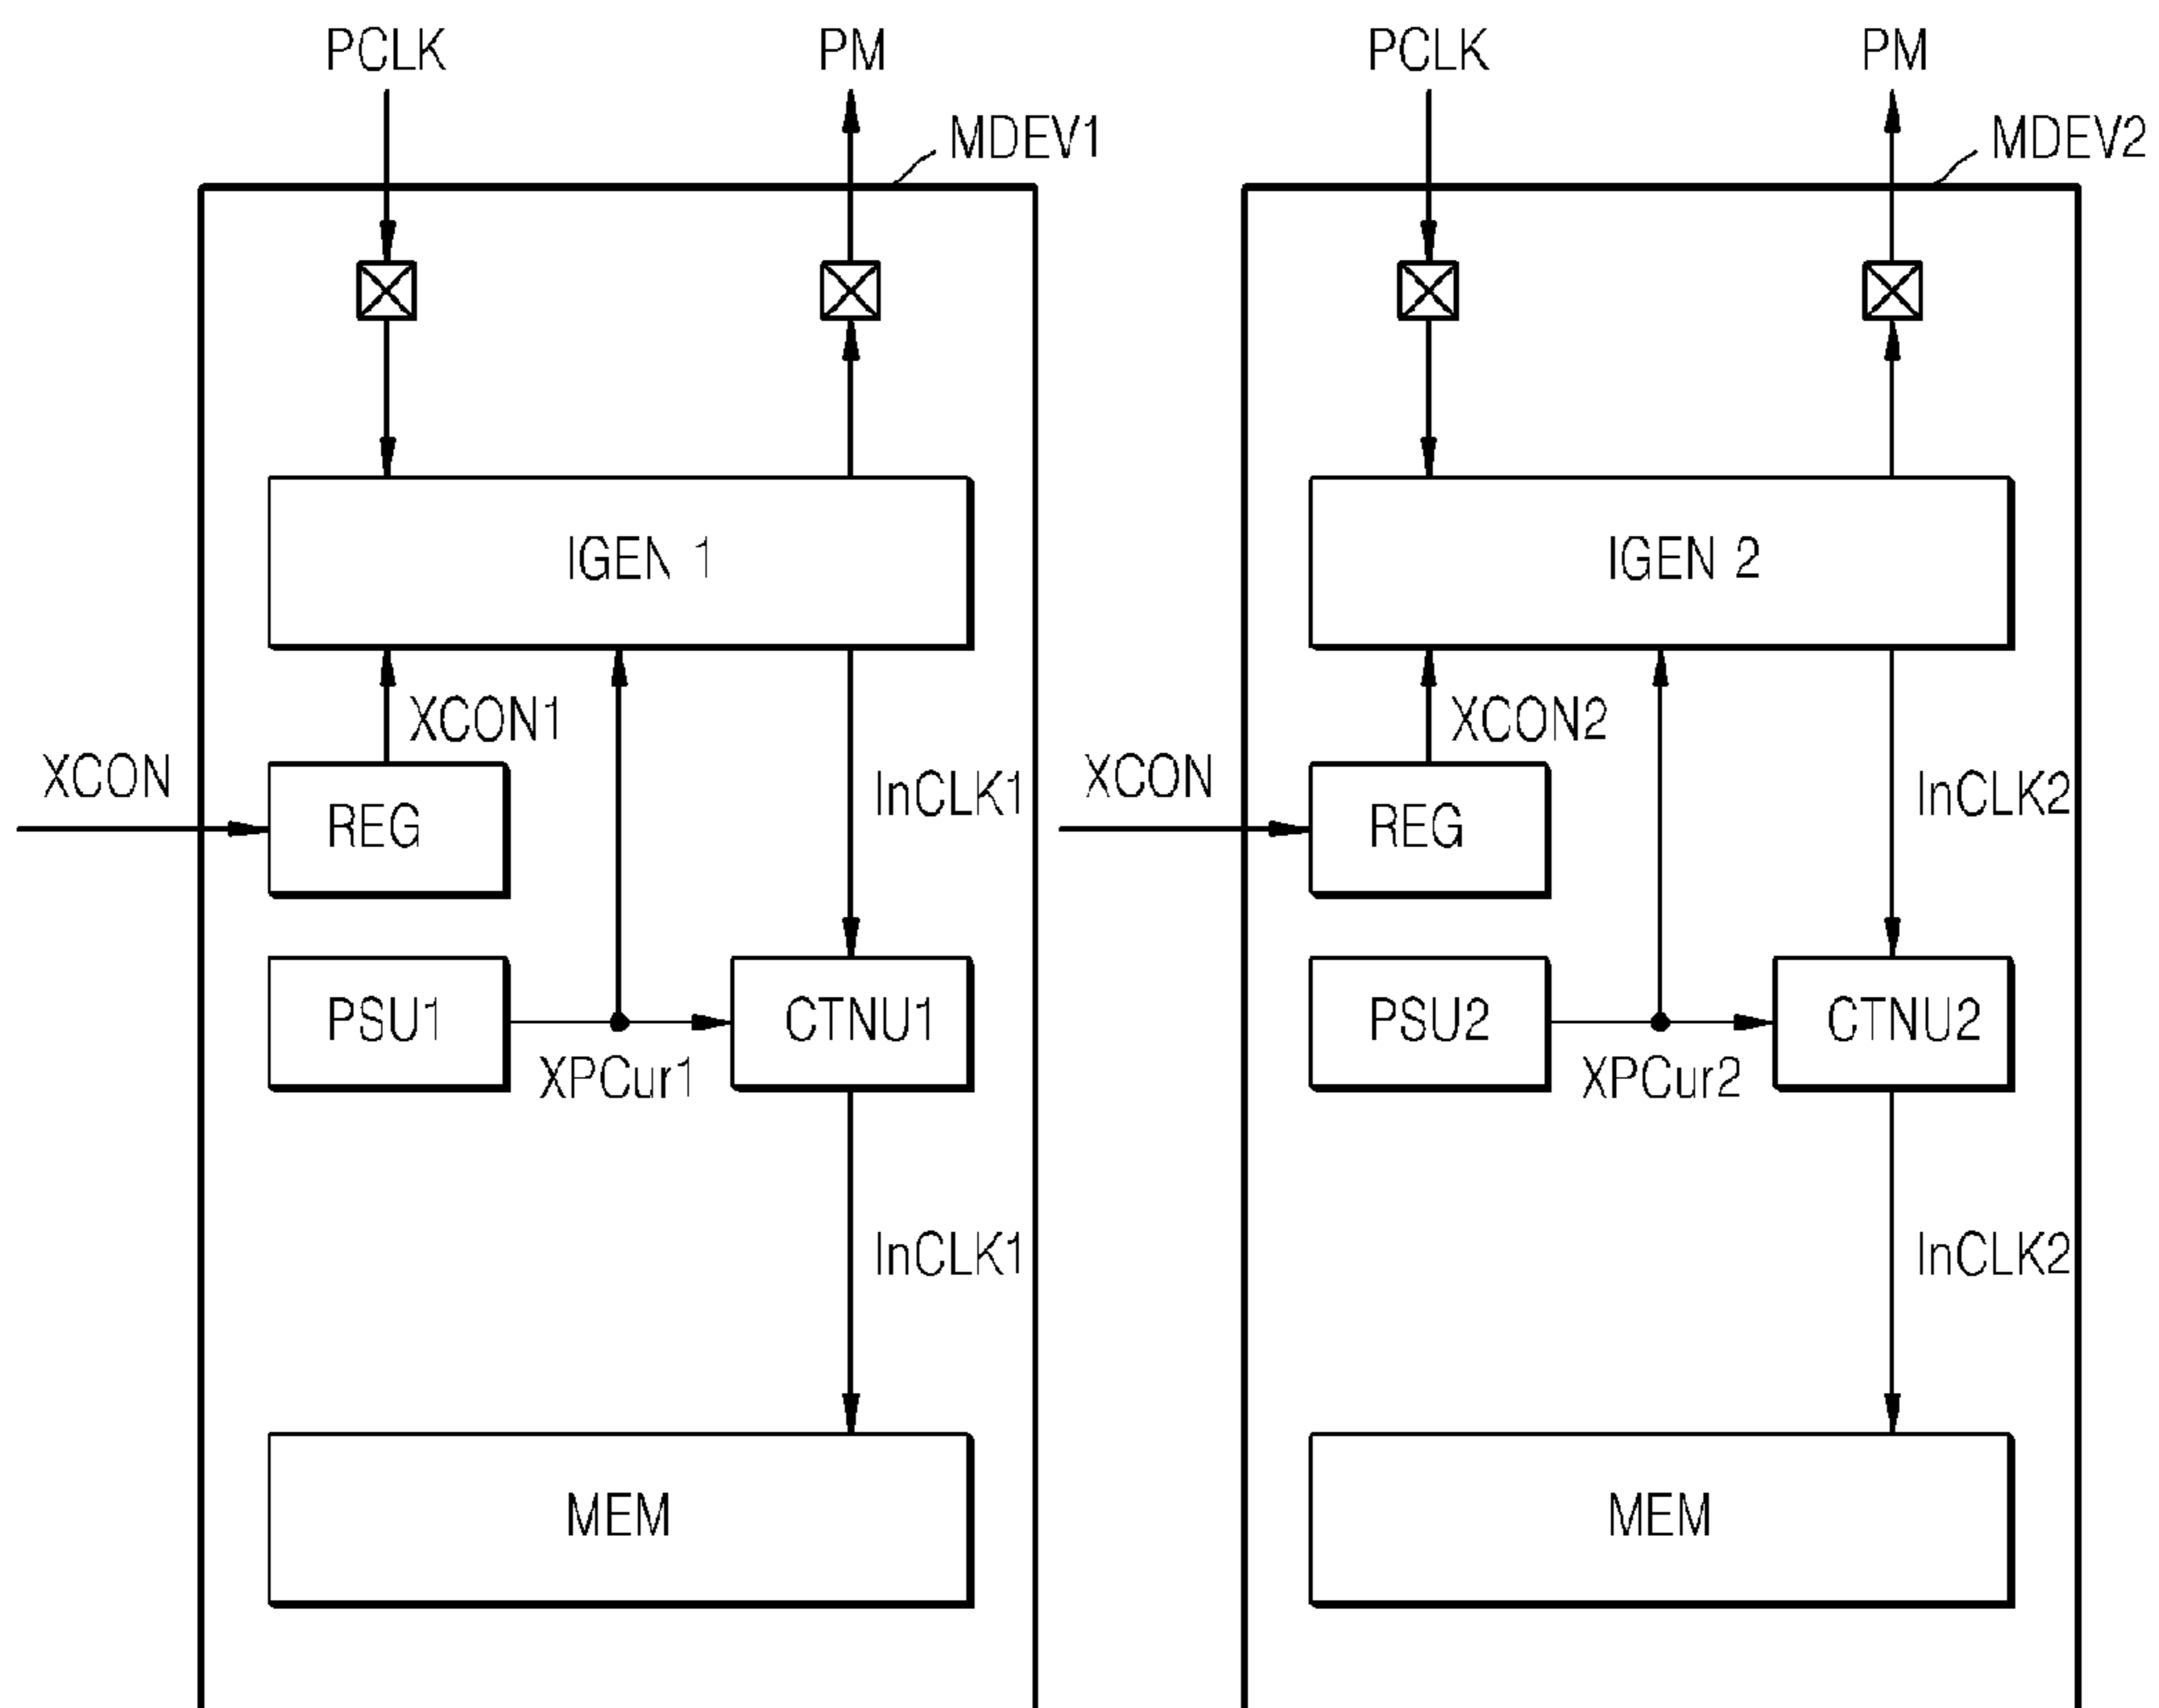 PCLK PM PCLK PM
MDEV1 MDEV2
IGEN 1 IGEN 2
XCON1 XCON2
XCON InCLK1 XCON InCLK2
REG REG
PSU1 CTNU1 PSU2 CTNU2
XPCur1 XPCur2
InCLK1 InCLK2
MEM MEM